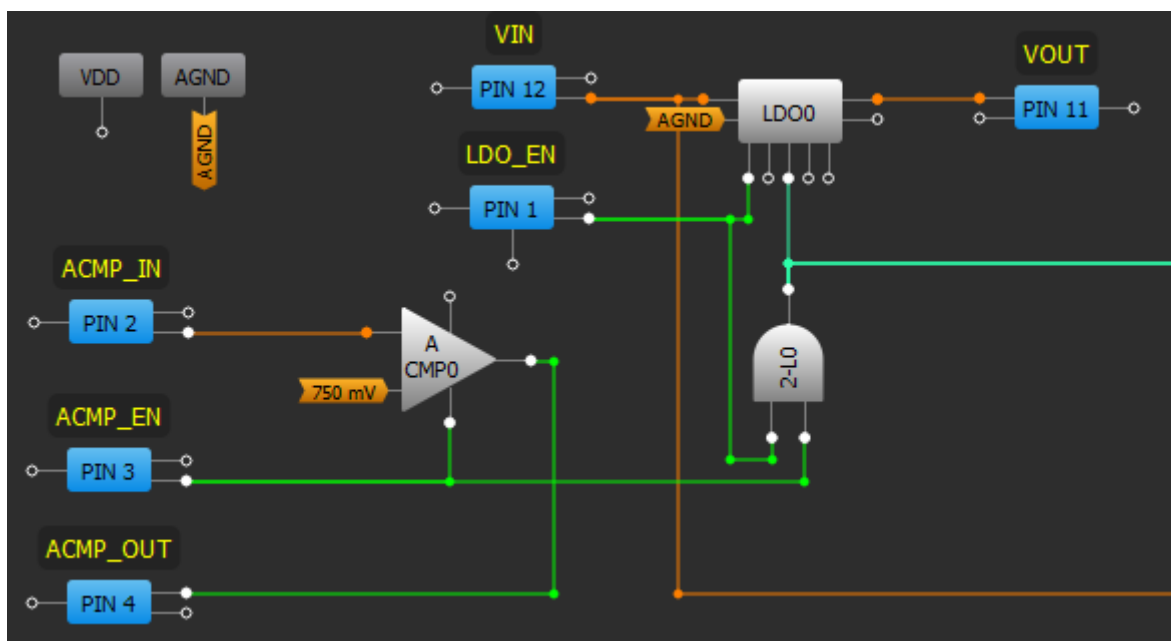 VIN
VOUT
VDD
AGND
PIN 12
LDO0
PIN 11
AGND
AGND
LDO_EN
PIN 1
ACMP_IN
PIN 2
A
CMP0
2-L0
750 mV
ACMP_EN
PIN 3
ACMP_OUT
PIN 4